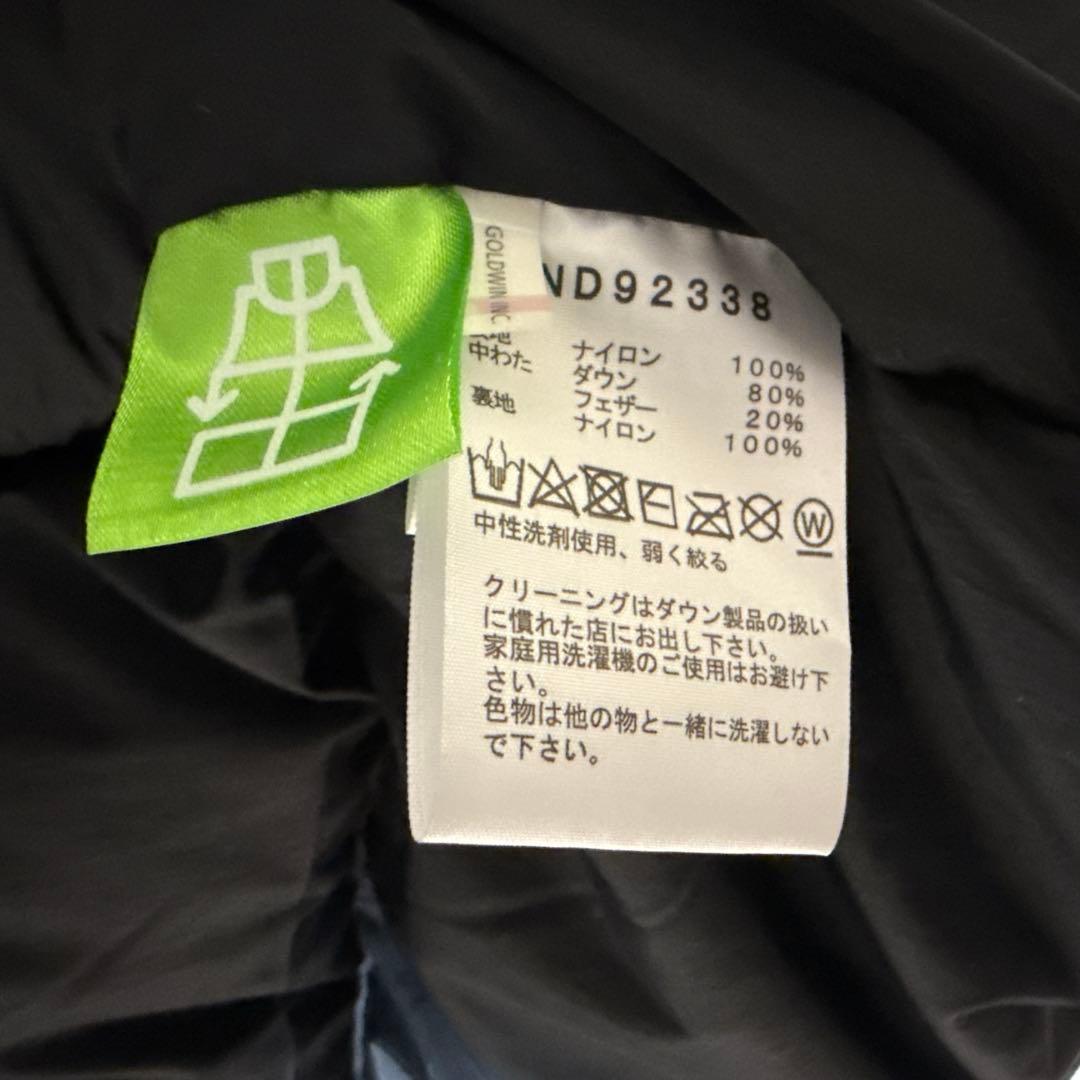 GOLDWIN INC
ND92338
地
ナイロン 100%
中わた ダウン 80%
フェザー 20%
裏地 ナイロン 100%
W
中性洗剤使用、弱く絞る
クリーニングはダウン製品の扱い
に慣れた店にお出し下さい。
家庭用洗濯機のご使用はお避け下
さい。
色物は他の物と一緒に洗濯しない
で下さい。